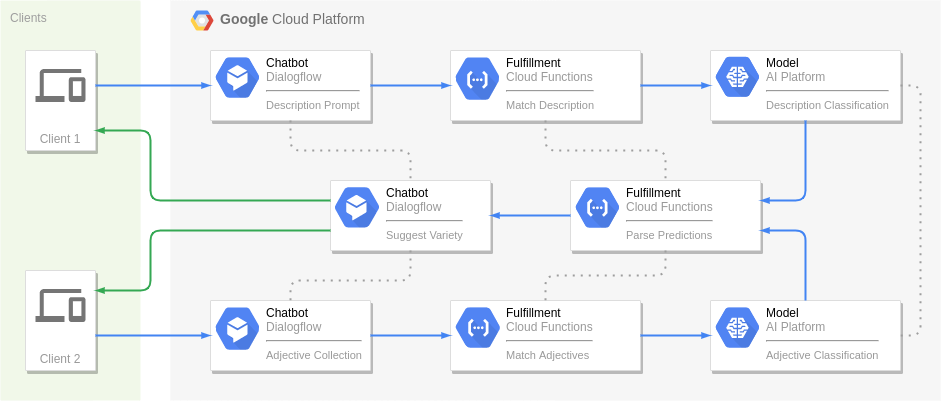 Clients
Google Cloud Platform
Client 1
Chatbot
Dialogflow
Description Prompt
Fulfillment
Cloud Functions
Match Description
Model
AI Platform
Description Classification
Chatbot
Dialogflow
Suggest Variety
Fulfillment
Cloud Functions
Parse Predictions
Client 2
Chatbot
Dialogflow
Adjective Collection
Fulfillment
Cloud Functions
Match Adjectives
Model
AI Platform
Adjective Classification